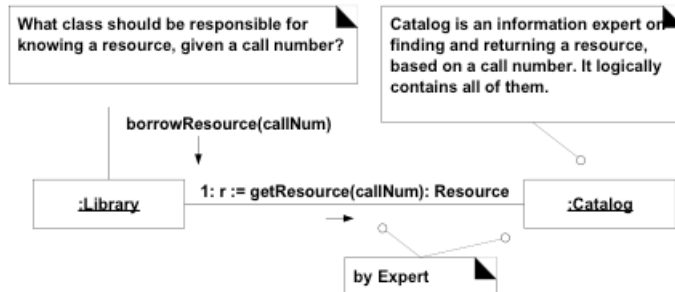 What class should be responsible for
knowing a resource, given a call number?
Catalog is an information expert on
finding and returning a resource,
based on a call number. It logically
contains all of them.
borrowResource(callNum)
:Library
1: r := getResource(callNum): Resource
:Catalog
by Expert